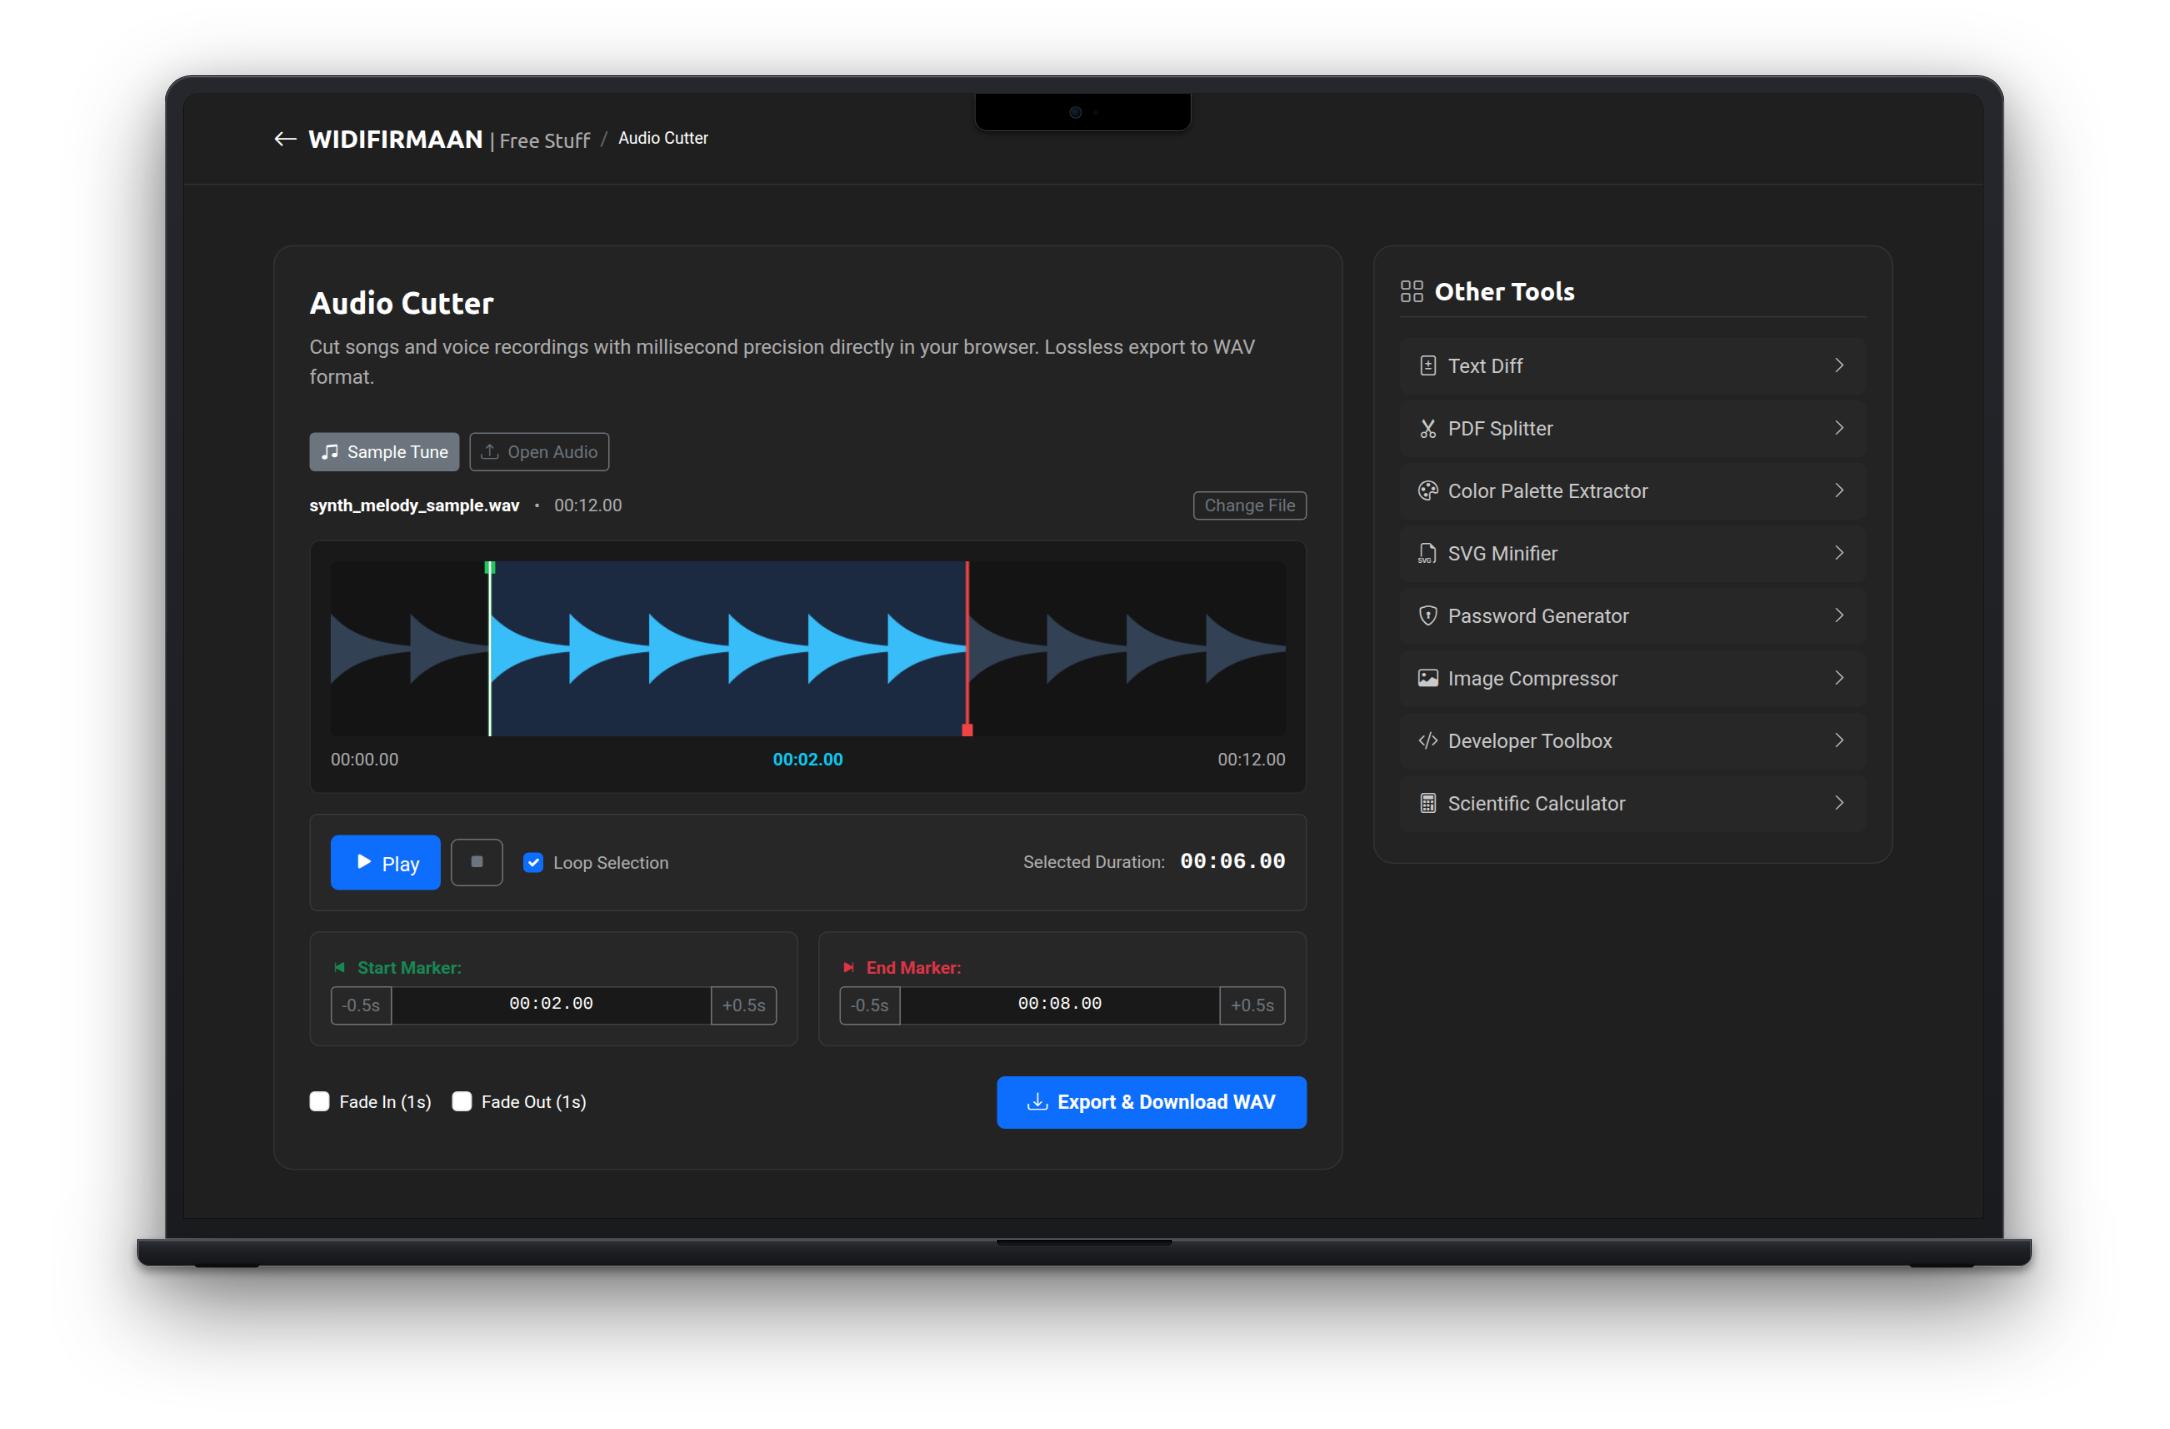 WIDIFIRMAAN | Free Stuff / Audio Cutter
Audio Cutter
Cut songs and voice recordings with millisecond precision directly in your browser. Lossless export to WAV
format.
Sample Tune
Open Audio
synth_melody_sample.wav • 00:12.00
Change File
00:00.00
00:02.00
00:12.00
Play
Loop Selection
Selected Duration: 00:06.00
Start Marker:
-0.5s
00:02.00
+0.5s
End Marker:
-0.5s
00:08.00
+0.5s
Fade In (1s)
Fade Out (1s)
Export & Download WAV
Other Tools
Text Diff
PDF Splitter
Color Palette Extractor
SVG Minifier
Password Generator
Image Compressor
Developer Toolbox
Scientific Calculator